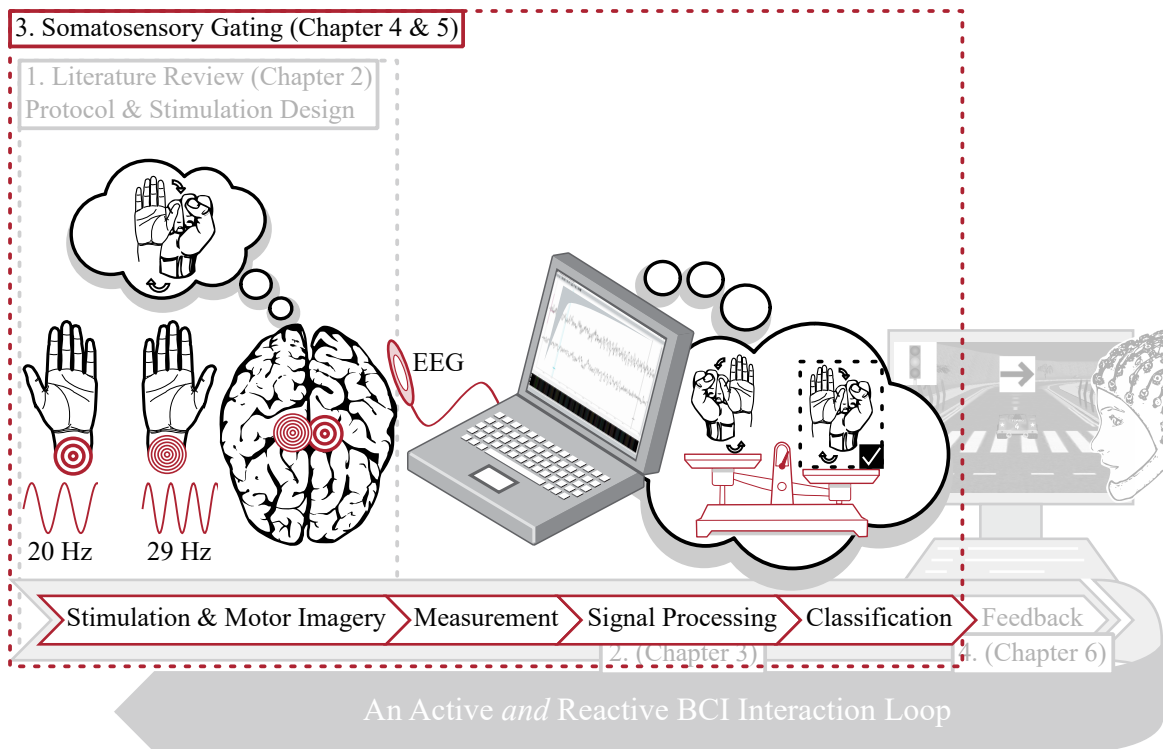 3. Somatosensory Gating (Chapter 4 & 5)
1. Literature Review (Chapter 2)
Protocol & Stimulation Design
EEG
20 Hz
29 Hz
Stimulation & Motor Imagery
Measurement
Signal Processing
Classification
Feedback
2. (Chapter 3)
4. (Chapter 6)
An Active and Reactive BCI Interaction Loop